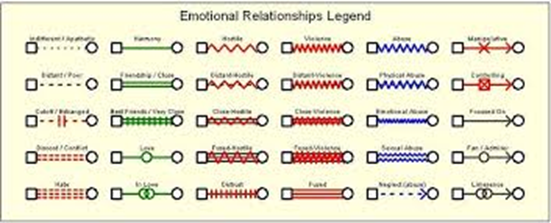 Emotional Relationships Legend
Indifferent / Apathetic
Harmony
Hostile
Violence
Abuse
Manipulative
Distant / Poor
Friendship / Close
Distant-Hostile
Distant-Violence
Physical Abuse
Controlling
Cutoff / Estranged
Best Friends / Very Close
Close-Hostile
Close-Violence
Emotional Abuse
Focused On
Discord / Conflict
Love
Fused-Hostile
Fused-Violence
Sexual Abuse
Fan / Admirer
Hate
In Love
Distrust
Fused
Neglect (abuse)
Limerence